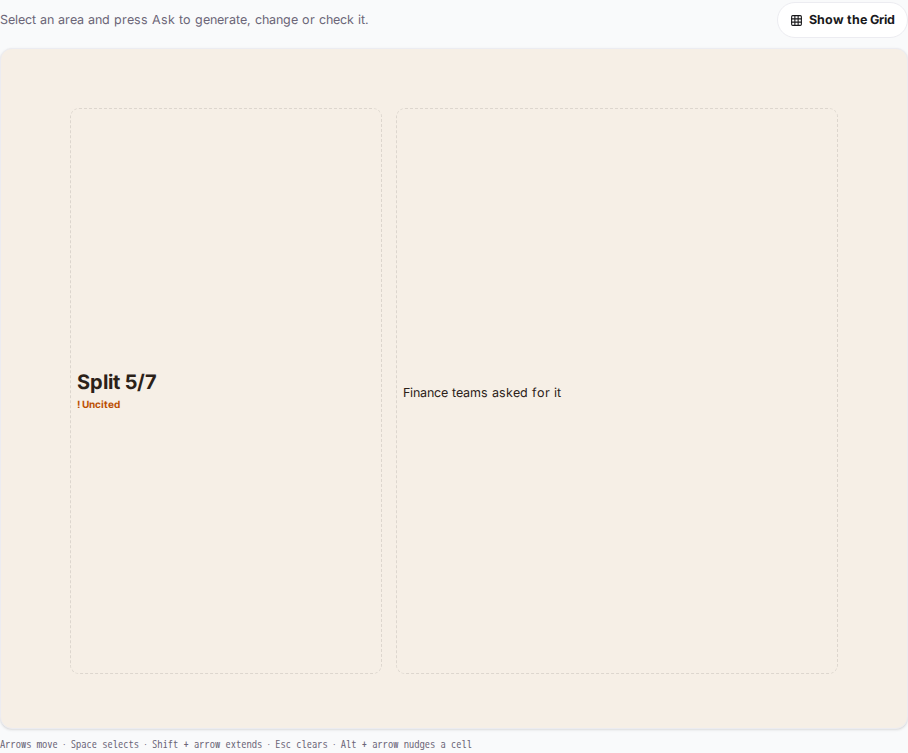 Select an area and press Ask to generate, change or check it.
Show the Grid
Split 5/7
! Uncited
Finance teams asked for it
Arrows move · Space selects · Shift + arrow extends · Esc clears · Alt + arrow nudges a cell